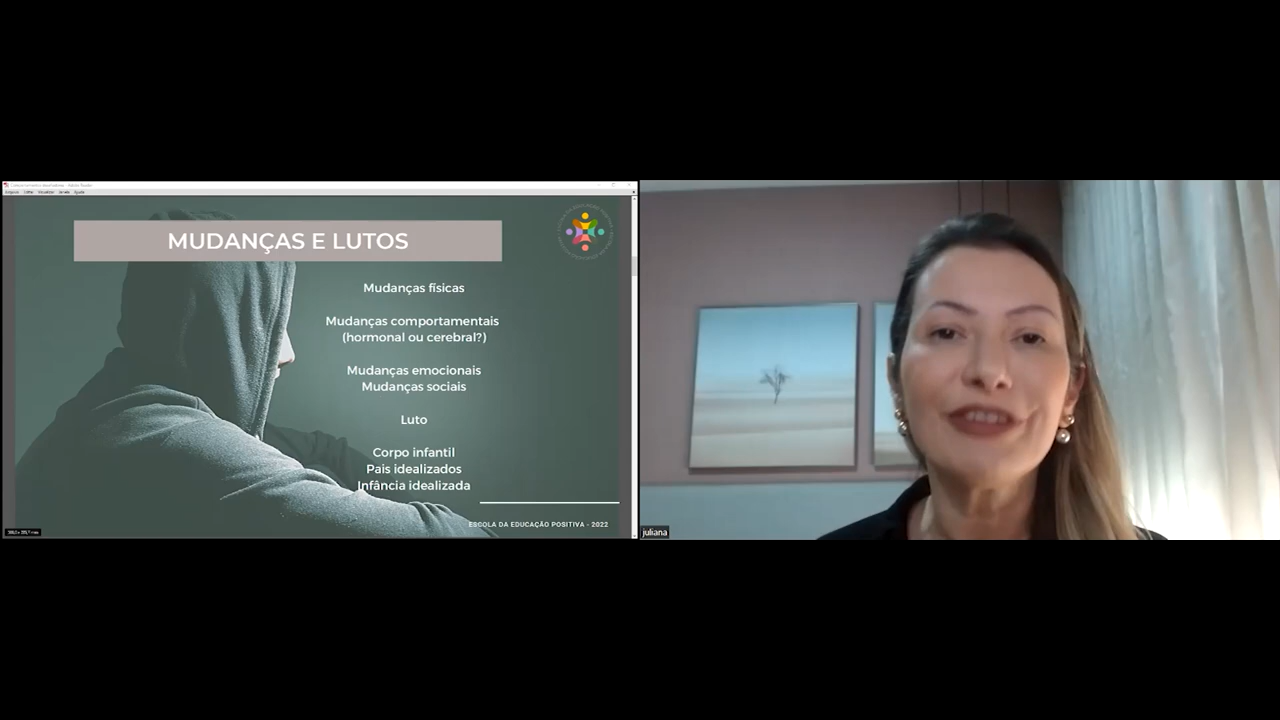 MUDANÇAS E LUTOS
Mudanças físicas
Mudanças comportamentais
(hormonal ou cerebral?)
Mudanças emocionais
Mudanças sociais
Luto
Corpo infantil
Pais idealizados
Infância idealizada
ESCOLA DA EDUCAÇÃO POSITIVA - 2022
juliana